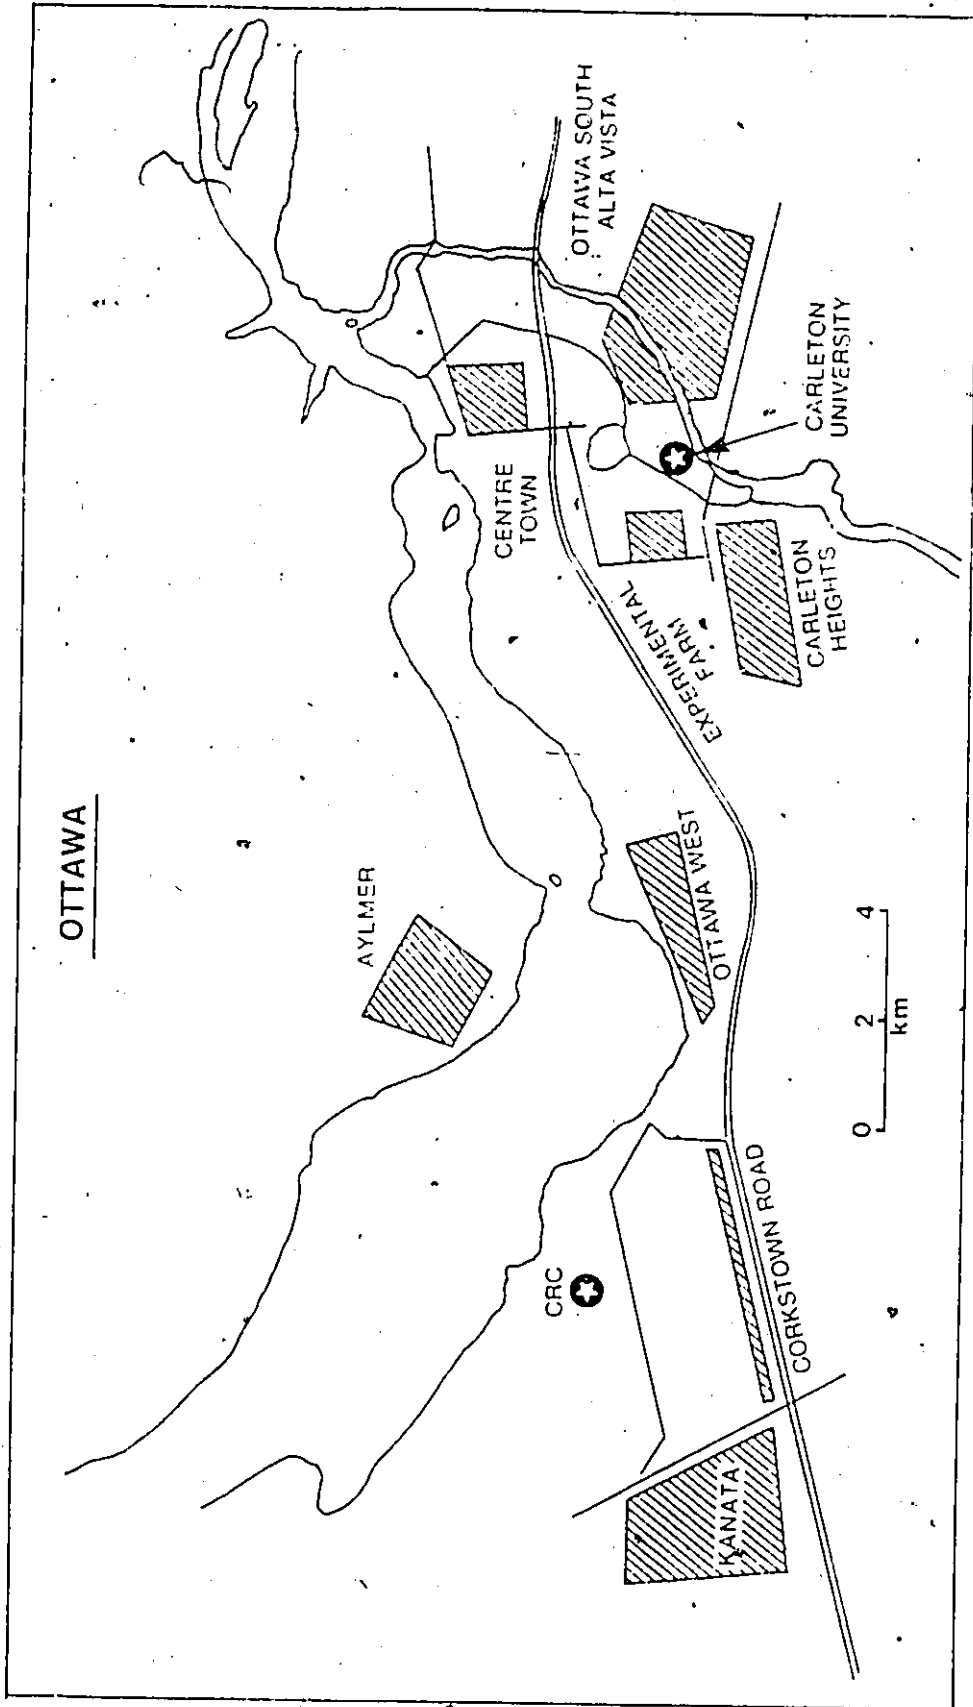 OTTAWA
AYLMER
CRC
KANATA
CORKSTOWN ROAD
OTTAWA WEST
0 2 4
km
EXPERIMENTAL
FARM
CARLETON
HEIGHTS
CENTRE
TOWN
CARLETON
UNIVERSITY
OTTAWA SOUTH
ALTA VISTA